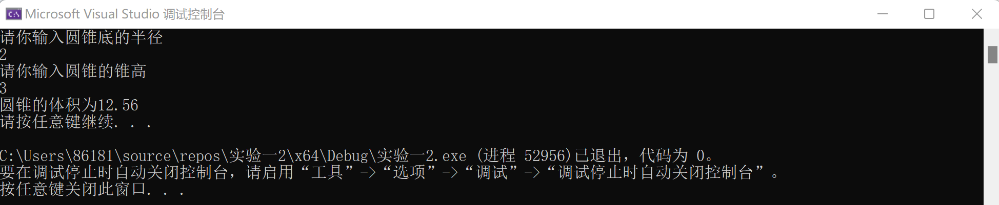 Microsoft Visual Studio 调试控制台
请你输入圆锥底的半径
2
请你输入圆锥的锥高
3
圆锥的体积为12.56
请按任意键继续. . .
C:\Users\86181\source\repos\实验一2\x64\Debug\实验一2.exe (进程 52956)已退出，代码为 0。
要在调试停止时自动关闭控制台，请启用“工具”->“选项”->“调试”->“调试停止时自动关闭控制台”。
按任意键关闭此窗口. . .